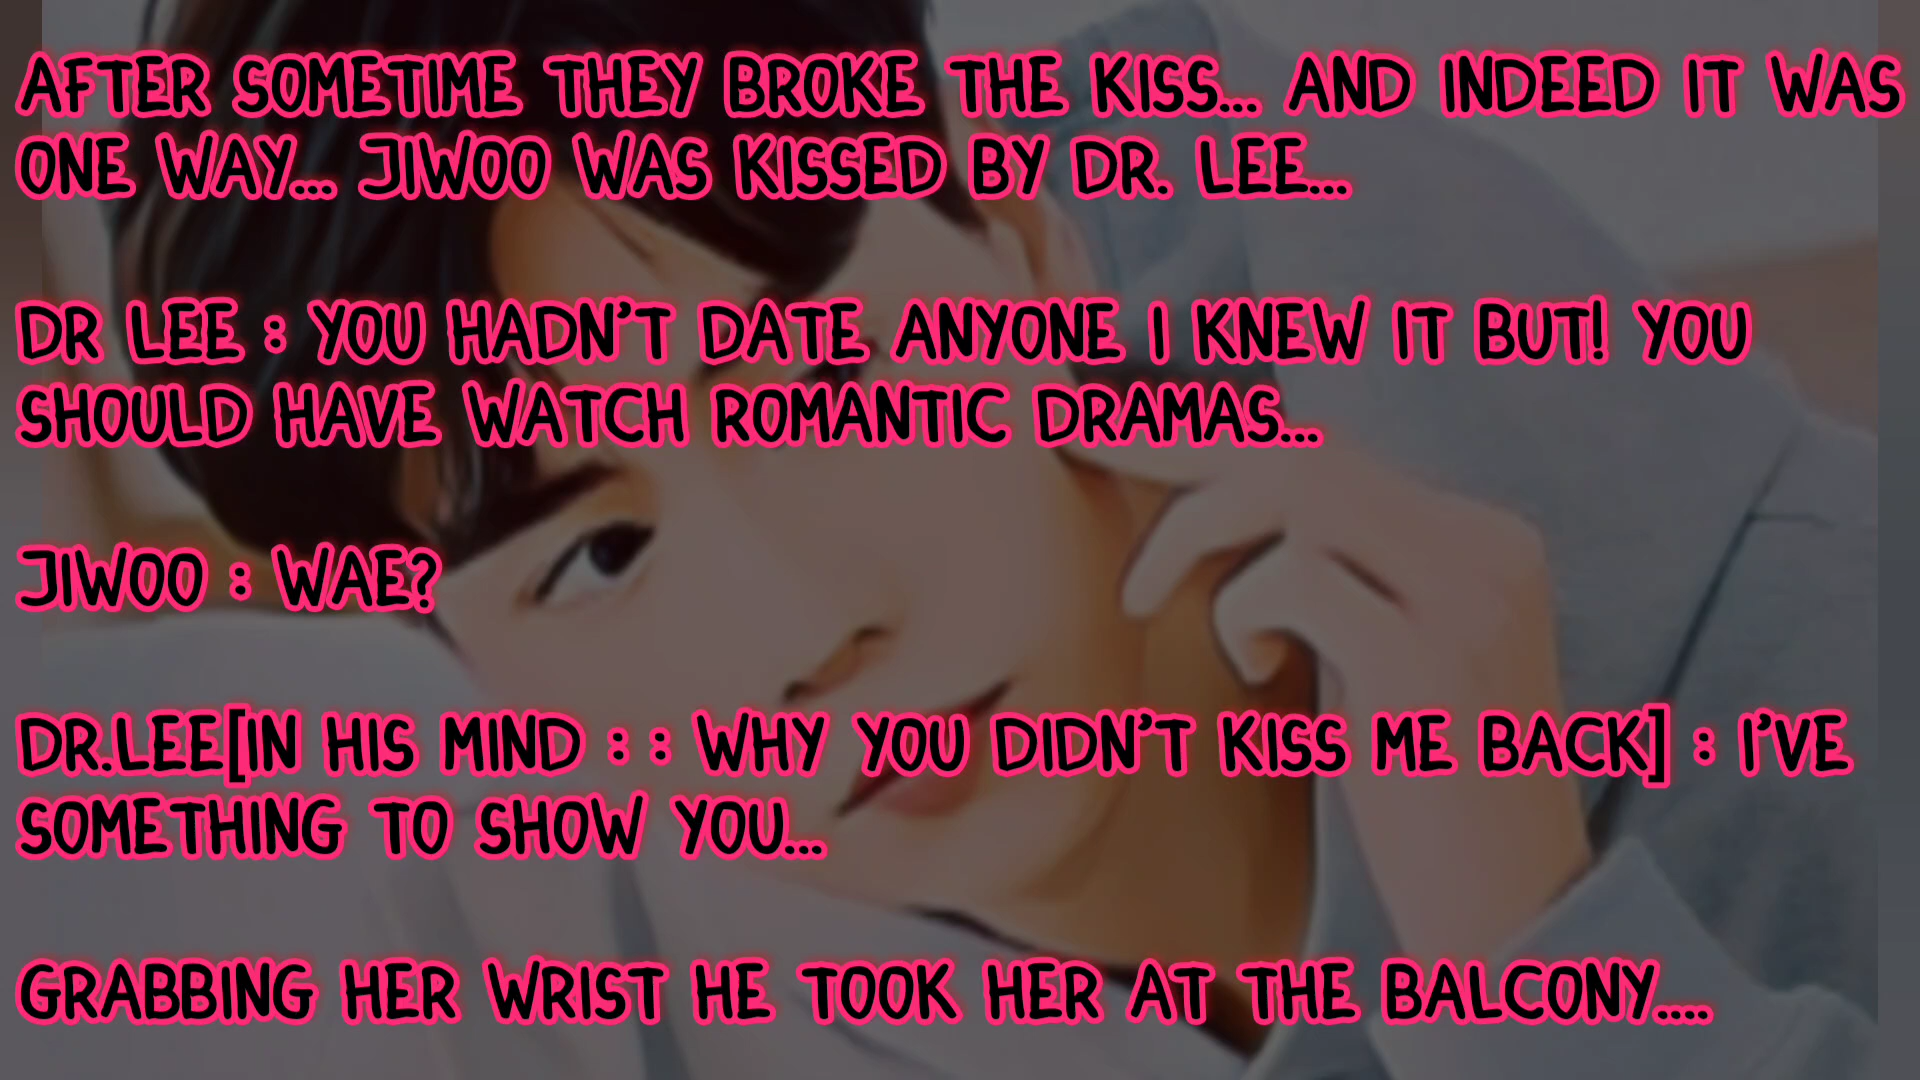 AFTER SOMETIME THEY BROKE THE KISS... AND INDEED IT WAS
ONE WAY... JIWOO WAS KISSED BY DR. LEE...
DR LEE : YOU HADN'T DATE ANYONE I KNEW IT BUT! YOU
SHOULD HAVE WATCH ROMANTIC DRAMAS...
JIWOO : WAE?
DR.LEE[IN HIS MIND : : WHY YOU DIDN'T KISS ME BACK] : I'VE
SOMETHING TO SHOW YOU...
GRABBING HER WRIST HE TOOK HER AT THE BALCONY....